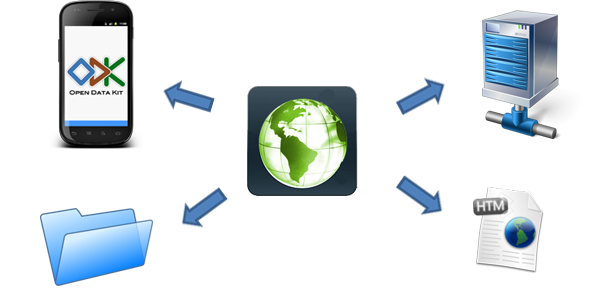 ODK
OPEN DATA KIT
HTM